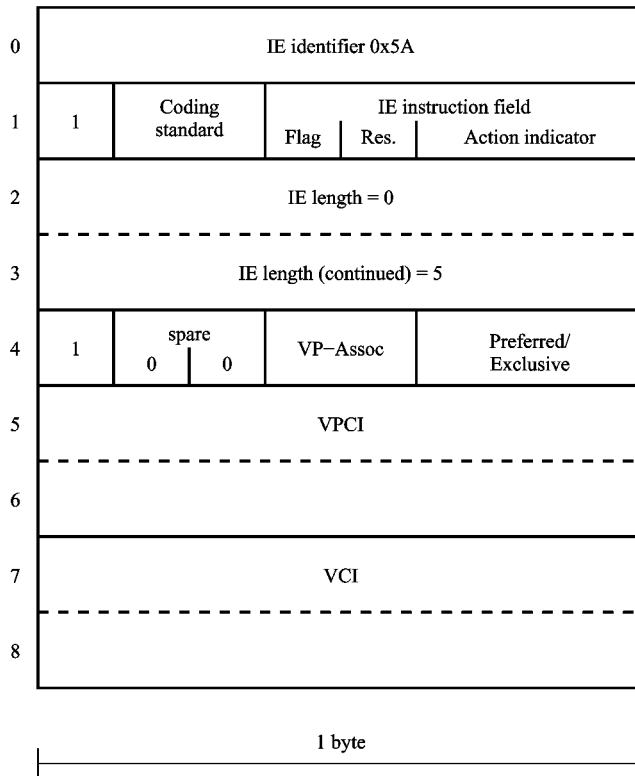 0
IE identifier 0x5A
1
1
Coding
standard
IE instruction field
Flag
Res.
Action indicator
2
IE length = 0
3
IE length (continued) = 5
4
1
spare
0
0
VP−Assoc
Preferred/
Exclusive
5
VPCI
6
7
VCI
8
1 byte